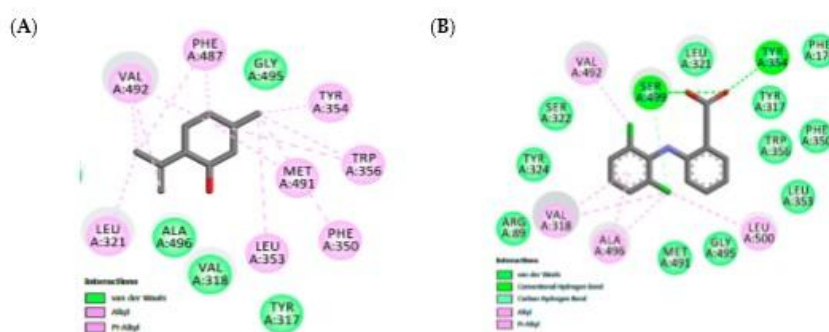 (A)
PHE
A:487
VAL
A:492
GLY
A:495
TYR
A:354
TRP
A:356
MET
A:491
PHE
A:350
LEU
A:321
ALA
A:496
LEU
A:353
VAL
A:318
TYR
A:317
Interactions
van der Waals
Alkyl
Pi-Alkyl
(B)
LEU
A:321
TYR
A:354
PHE
VAL
A:492
SER
A:499
TYR
A:317
SER
A:322
TRP
A:356
PHE
TYR
A:324
LEU
A:353
VAL
A:318
ARG
A:89
ALA
A:496
MET
A:491
GLY
A:495
LEU
A:500
Interactions
van der Waals
Conventional Hydrogen Bond
Carbon Hydrogen Bond
Alkyl
Pi-Alkyl